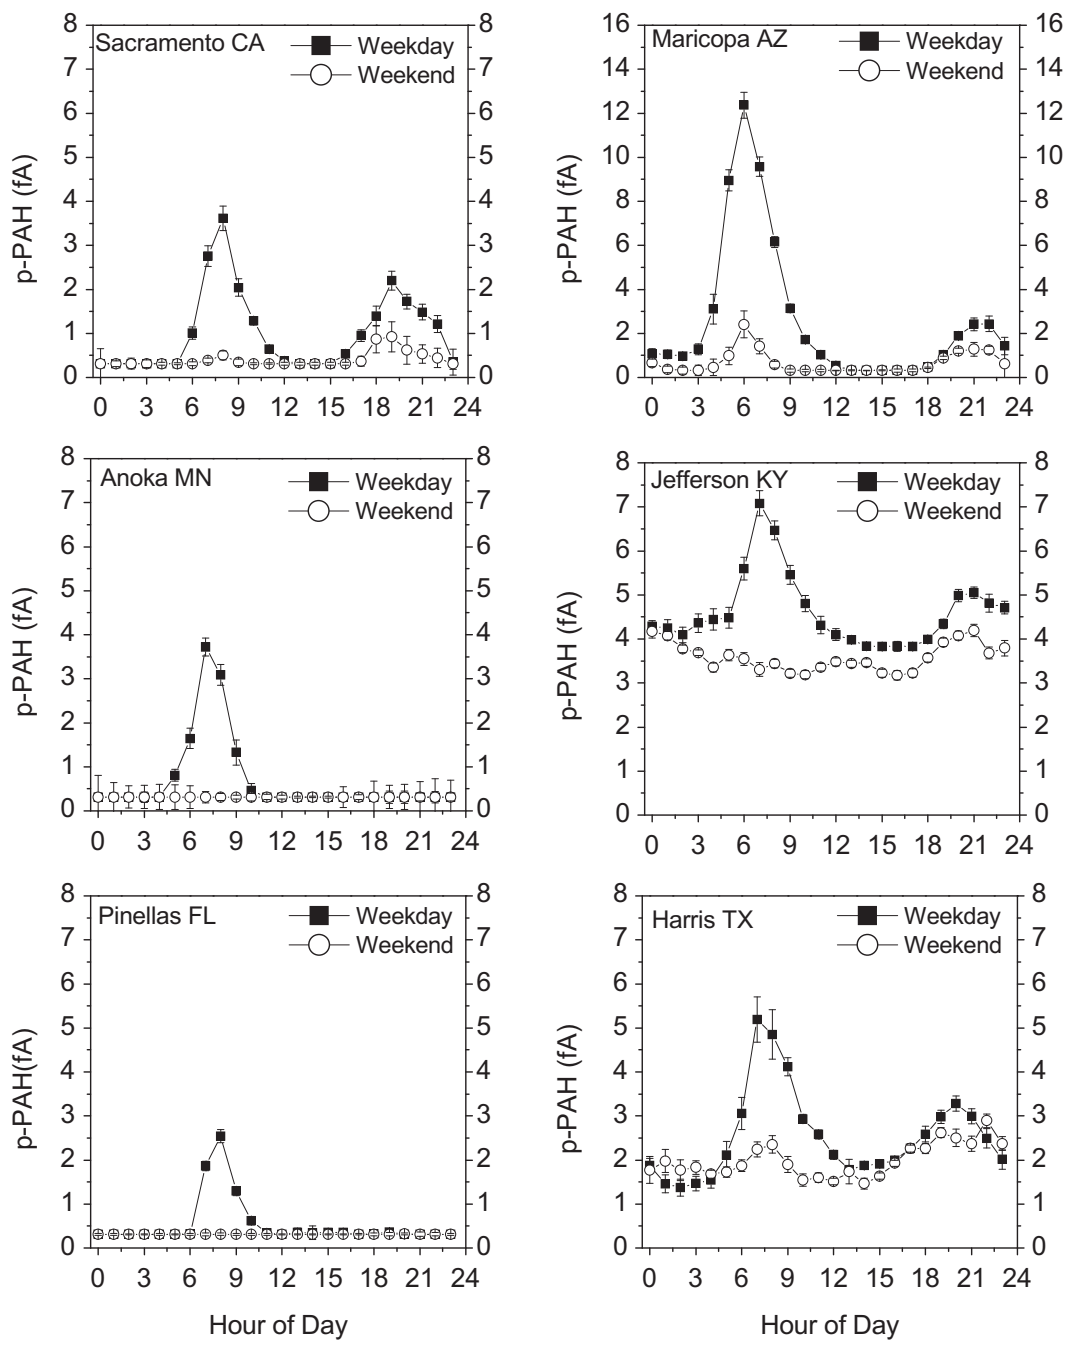 Sacramento CA
Weekday
Weekend
p-PAH (fA)
8 7 6 5 4 3 2 1 0
8 7 6 5 4 3 2 1 0
0 3 6 9 12 15 18 21 24
Maricopa AZ
Weekday
Weekend
p-PAH (fA)
16 14 12 10 8 6 4 2 0
16 14 12 10 8 6 4 2 0
0 3 6 9 12 15 18 21 24
Anoka MN
Weekday
Weekend
p-PAH (fA)
8 7 6 5 4 3 2 1 0
8 7 6 5 4 3 2 1 0
0 3 6 9 12 15 18 21 24
Jefferson KY
Weekday
Weekend
p-PAH (fA)
8 7 6 5 4 3 2 1 0
8 7 6 5 4 3 2 1 0
0 3 6 9 12 15 18 21 24
Pinellas FL
Weekday
Weekend
p-PAH(fA)
8 7 6 5 4 3 2 1 0
8 7 6 5 4 3 2 1 0
0 3 6 9 12 15 18 21 24
Hour of Day
Harris TX
Weekday
Weekend
p-PAH (fA)
8 7 6 5 4 3 2 1 0
8 7 6 5 4 3 2 1 0
0 3 6 9 12 15 18 21 24
Hour of Day